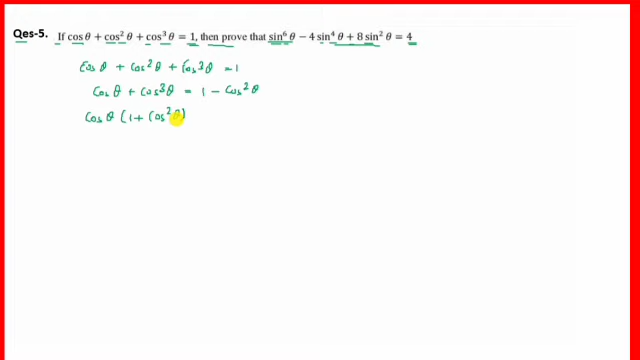 Qes-5. If cos θ + cos² θ + cos³ θ = 1, then prove that sin⁶ θ − 4 sin⁴ θ + 8 sin² θ = 4
Cos θ + Cos² θ + Cos³ θ = 1
Cos θ + Cos³ θ = 1 − Cos² θ
Cos θ (1 + Cos² θ)